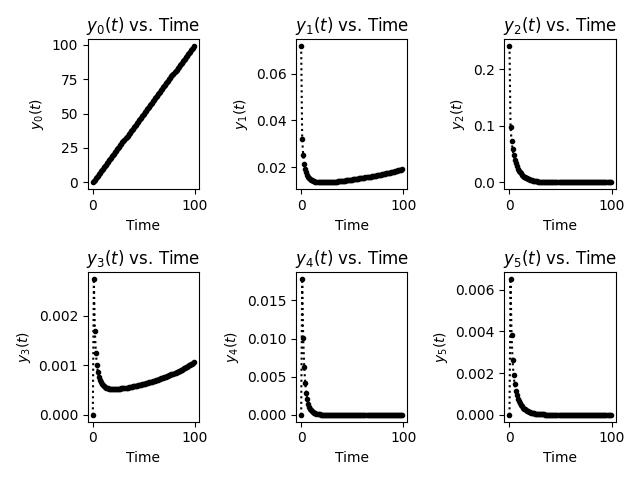 y₀(t) vs. Time
y₁(t) vs. Time
y₂(t) vs. Time
100
75
50
25
0
y₀(t)
0
100
Time
0.06
0.04
0.02
y₁(t)
0
100
Time
0.2
0.1
0.0
y₂(t)
0
100
Time
y₃(t) vs. Time
y₄(t) vs. Time
y₅(t) vs. Time
0.002
0.001
0.000
y₃(t)
0
100
Time
0.015
0.010
0.005
0.000
y₄(t)
0
100
Time
0.006
0.004
0.002
0.000
y₅(t)
0
100
Time